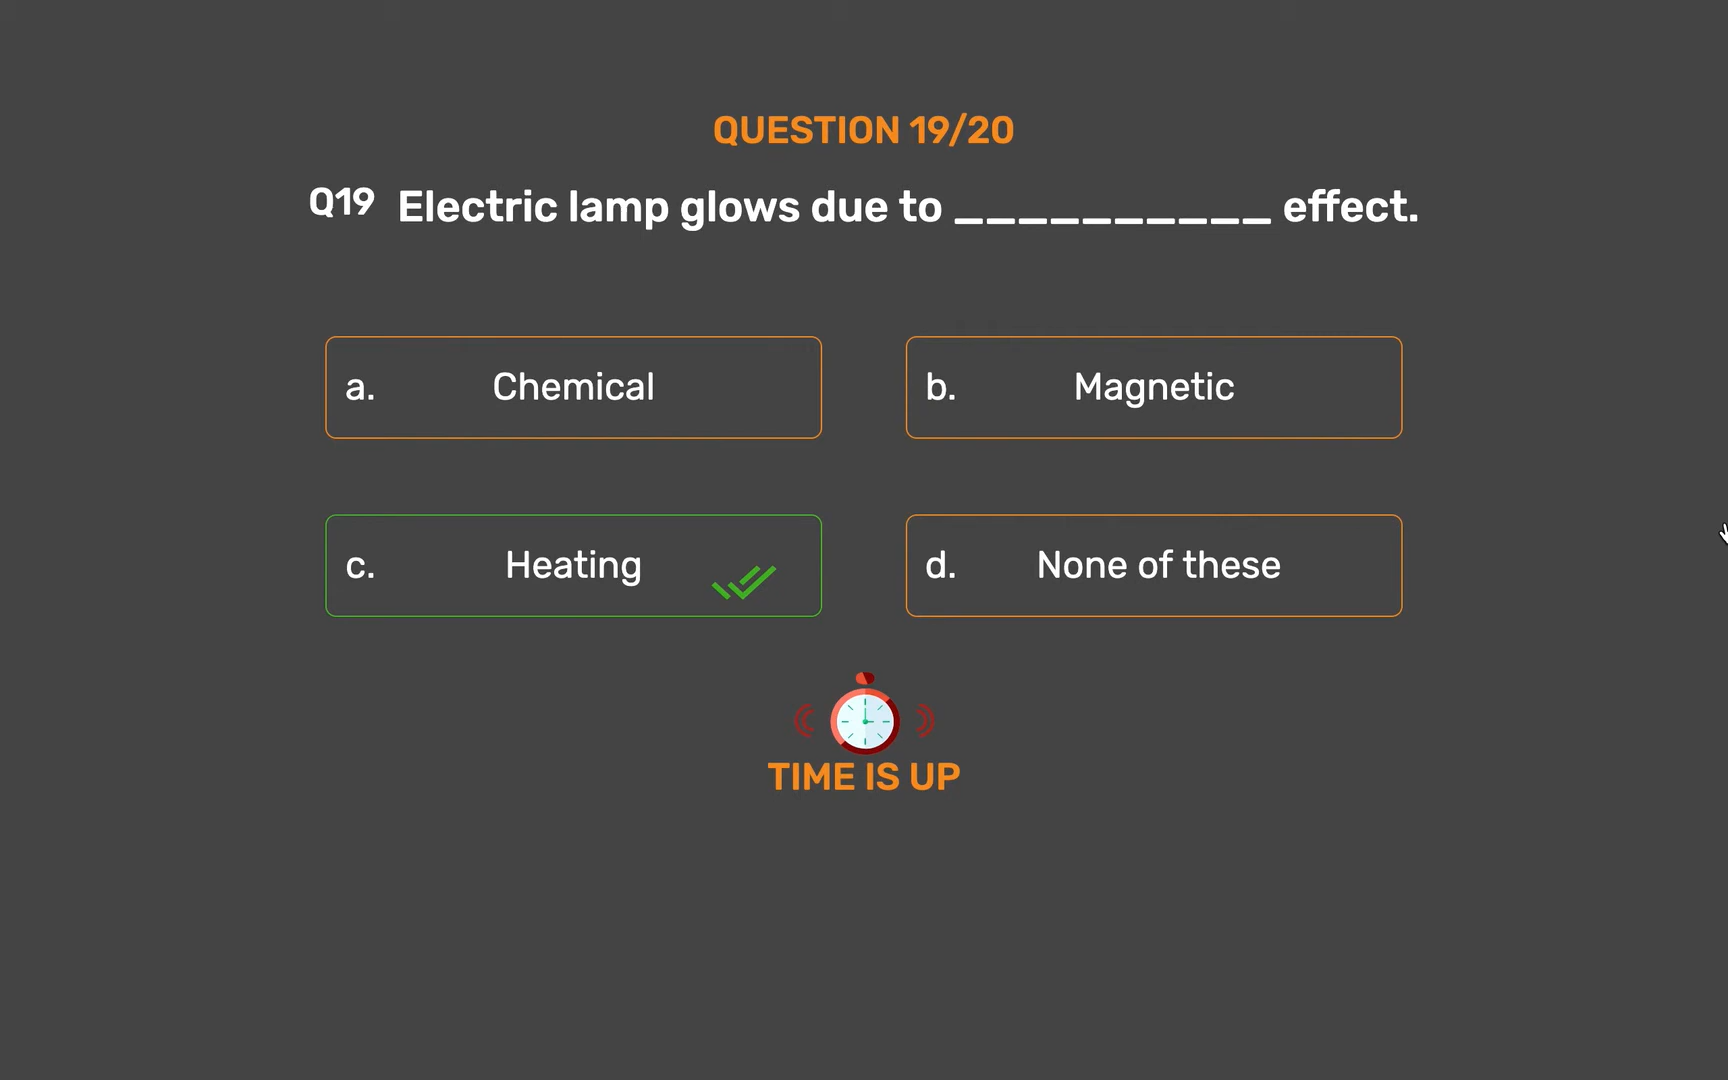 QUESTION 19/20
Q19 Electric lamp glows due to __________ effect.
a. Chemical
b. Magnetic
c. Heating
d. None of these
TIME IS UP